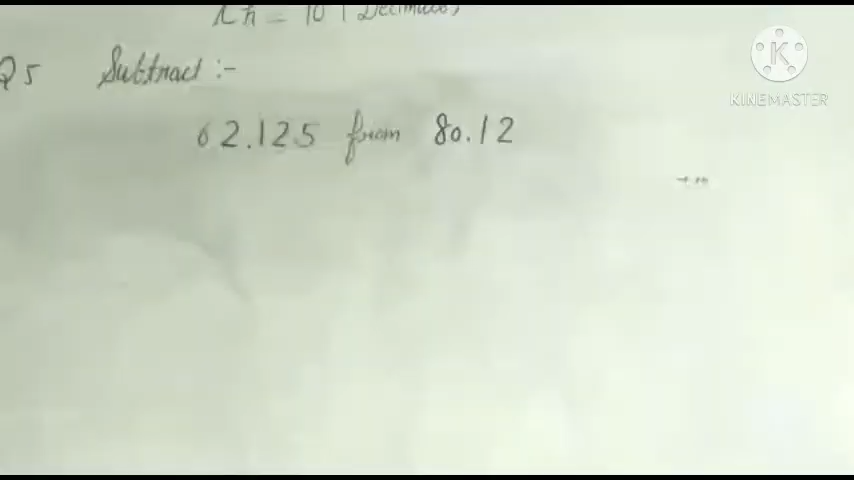 K
KINEMASTER
Q5 Subtract :-
62.125 from 80.12